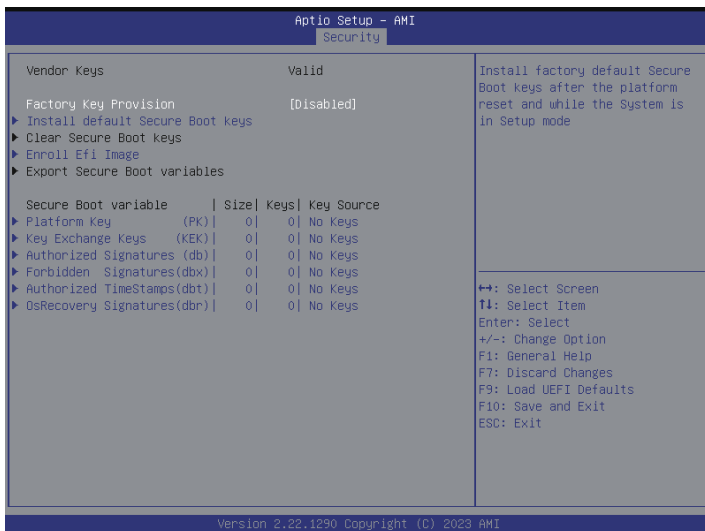 Aptio Setup – AMI
Security
Vendor Keys Valid
Factory Key Provision [Disabled]
Install default Secure Boot keys
Clear Secure Boot keys
Enroll Efi Image
Export Secure Boot variables
Secure Boot variable | Size| Keys| Key Source
Platform Key (PK)| 0| 0| No Keys
Key Exchange Keys (KEK)| 0| 0| No Keys
Authorized Signatures (db)| 0| 0| No Keys
Forbidden Signatures(dbx)| 0| 0| No Keys
Authorized TimeStamps(dbt)| 0| 0| No Keys
OsRecovery Signatures(dbr)| 0| 0| No Keys
Install factory default Secure
Boot keys after the platform
reset and while the System is
in Setup mode
↔: Select Screen
↑↓: Select Item
Enter: Select
+/-: Change Option
F1: General Help
F7: Discard Changes
F9: Load UEFI Defaults
F10: Save and Exit
ESC: Exit
Version 2.22.1290 Copyright (C) 2023 AMI